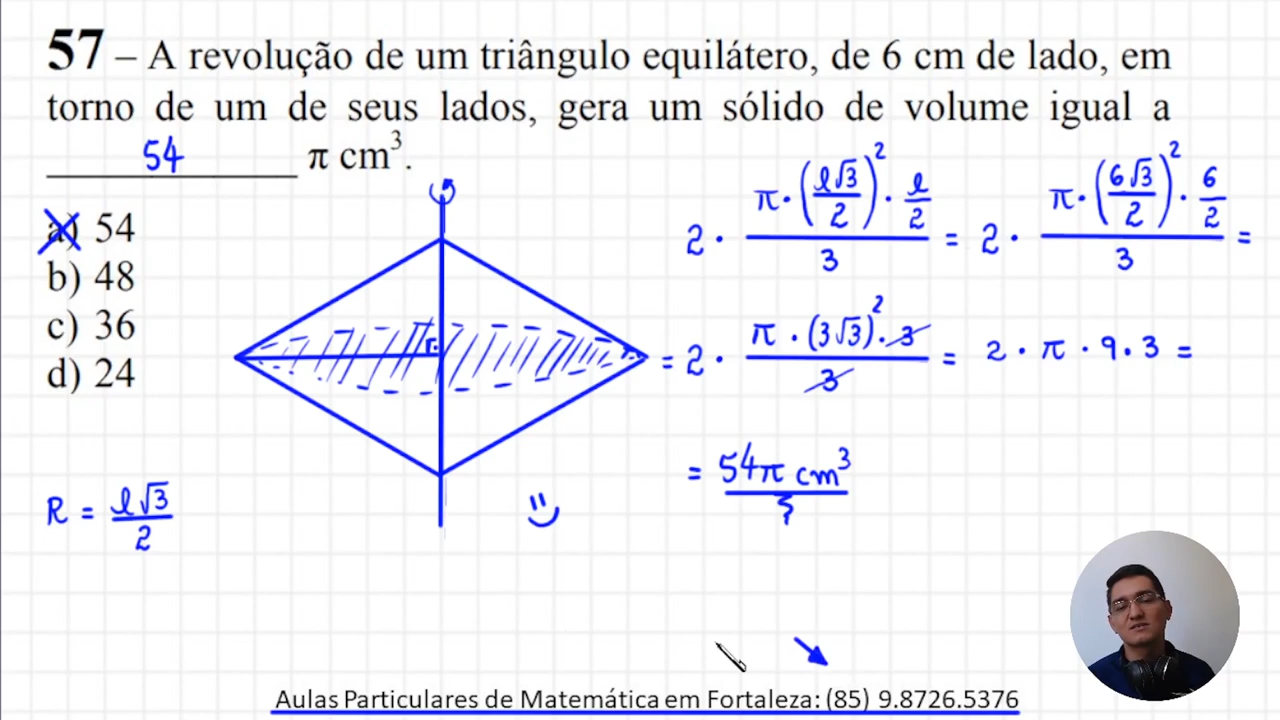 57 – A revolução de um triângulo equilátero, de 6 cm de lado, em
torno de um de seus lados, gera um sólido de volume igual a
54 π cm³.
a) 54
b) 48
c) 36
d) 24
R = l√3/2
2 · (π · (l√3/2)² · l/2)/3 = 2 · (π · (6√3/2)² · 6/2)/3 =
= 2 · (π · (3√3)² · 3)/3 = 2 · π · 9 · 3 =
= 54π cm³
Aulas Particulares de Matemática em Fortaleza: (85) 9.8726.5376